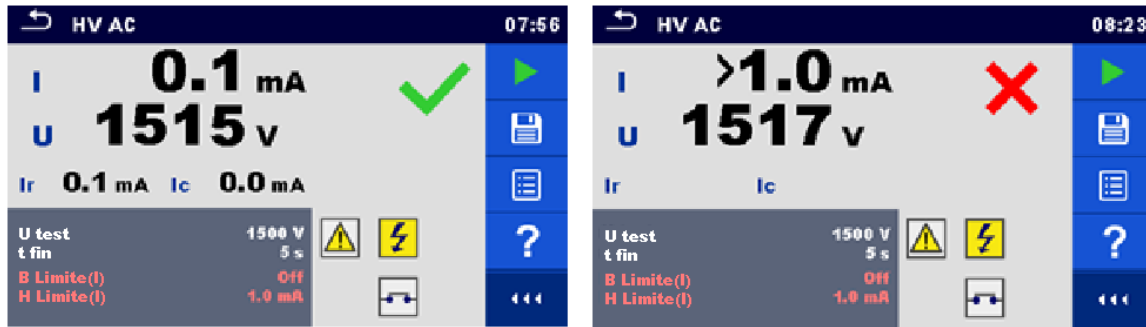 HV AC 07:56
I 0.1 mA
U 1515 V
Ir 0.1 mA Ic 0.0 mA
U test 1500 V
t fin 5 s
B Limite(I) Off
H Limite(I) 1.0 mA
?
HV AC 08:23
I >1.0 mA
U 1517 V
Ir Ic
U test 1500 V
t fin 5 s
B Limite(I) Off
H Limite(I) 1.0 mA
?